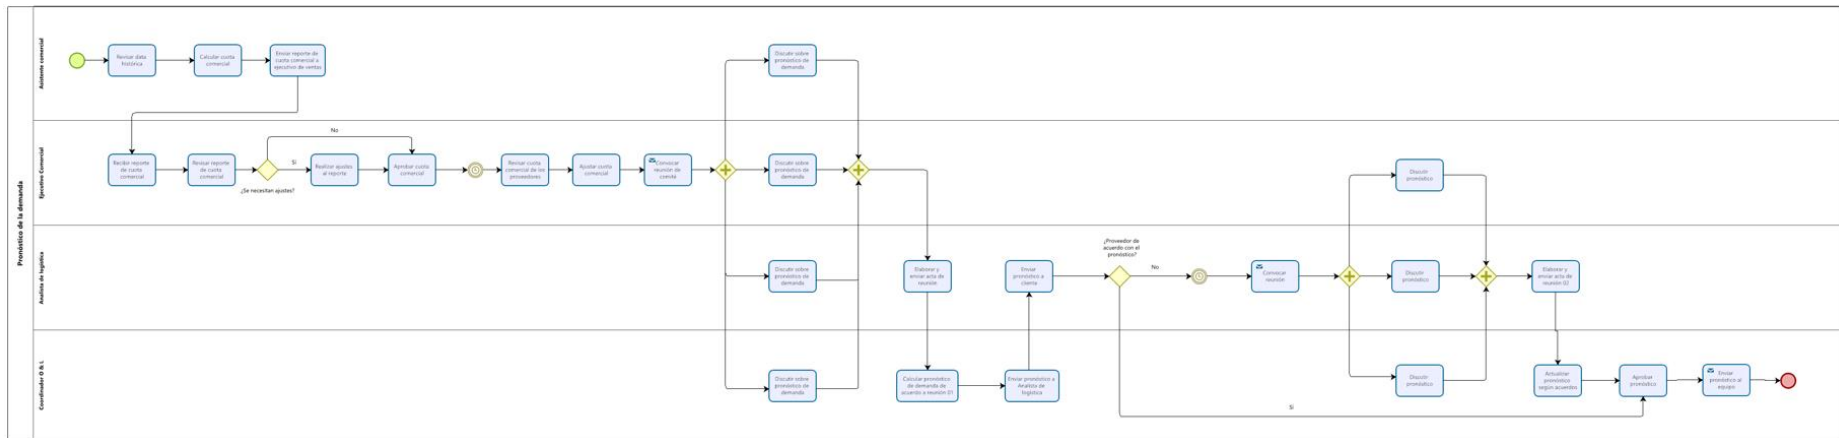 Pronóstico de la demanda
Asistente comercial
Revisar data
histórica
Calcular cuota
comercial
Enviar reporte de
cuota comercial a
ejecutivo de ventas
Discutir sobre
pronóstico de
demanda
Ejecutivo Comercial
Recibir reporte
de cuota
comercial
Revisar reporte
de cuota
comercial
¿Se necesitan ajustes?
No
Si
Realizar ajustes
al reporte
Aprobar cuota
comercial
Revisar cuota
comercial de los
proveedores
Ajustar cuota
comercial
Convocar
reunión de
comité
Discutir sobre
pronóstico de
demanda
Discutir
pronóstico
Analista de logística
Discutir sobre
pronóstico de
demanda
Elaborar y
enviar acta de
reunión
Enviar
pronóstico a
cliente
¿Proveedor de
acuerdo con el
pronóstico?
No
Convocar
reunión
Discutir
pronóstico
Elaborar y
enviar acta de
reunión 02
Coordinador O & L
Discutir sobre
pronóstico de
demanda
Calcular pronóstico
de demanda de
acuerdo a reunión 01
Enviar pronóstico a
Analista de
logística
Si
Discutir
pronóstico
Actualizar
pronóstico
según acuerdos
Aprobar
pronóstico
Enviar
pronóstico al
equipo